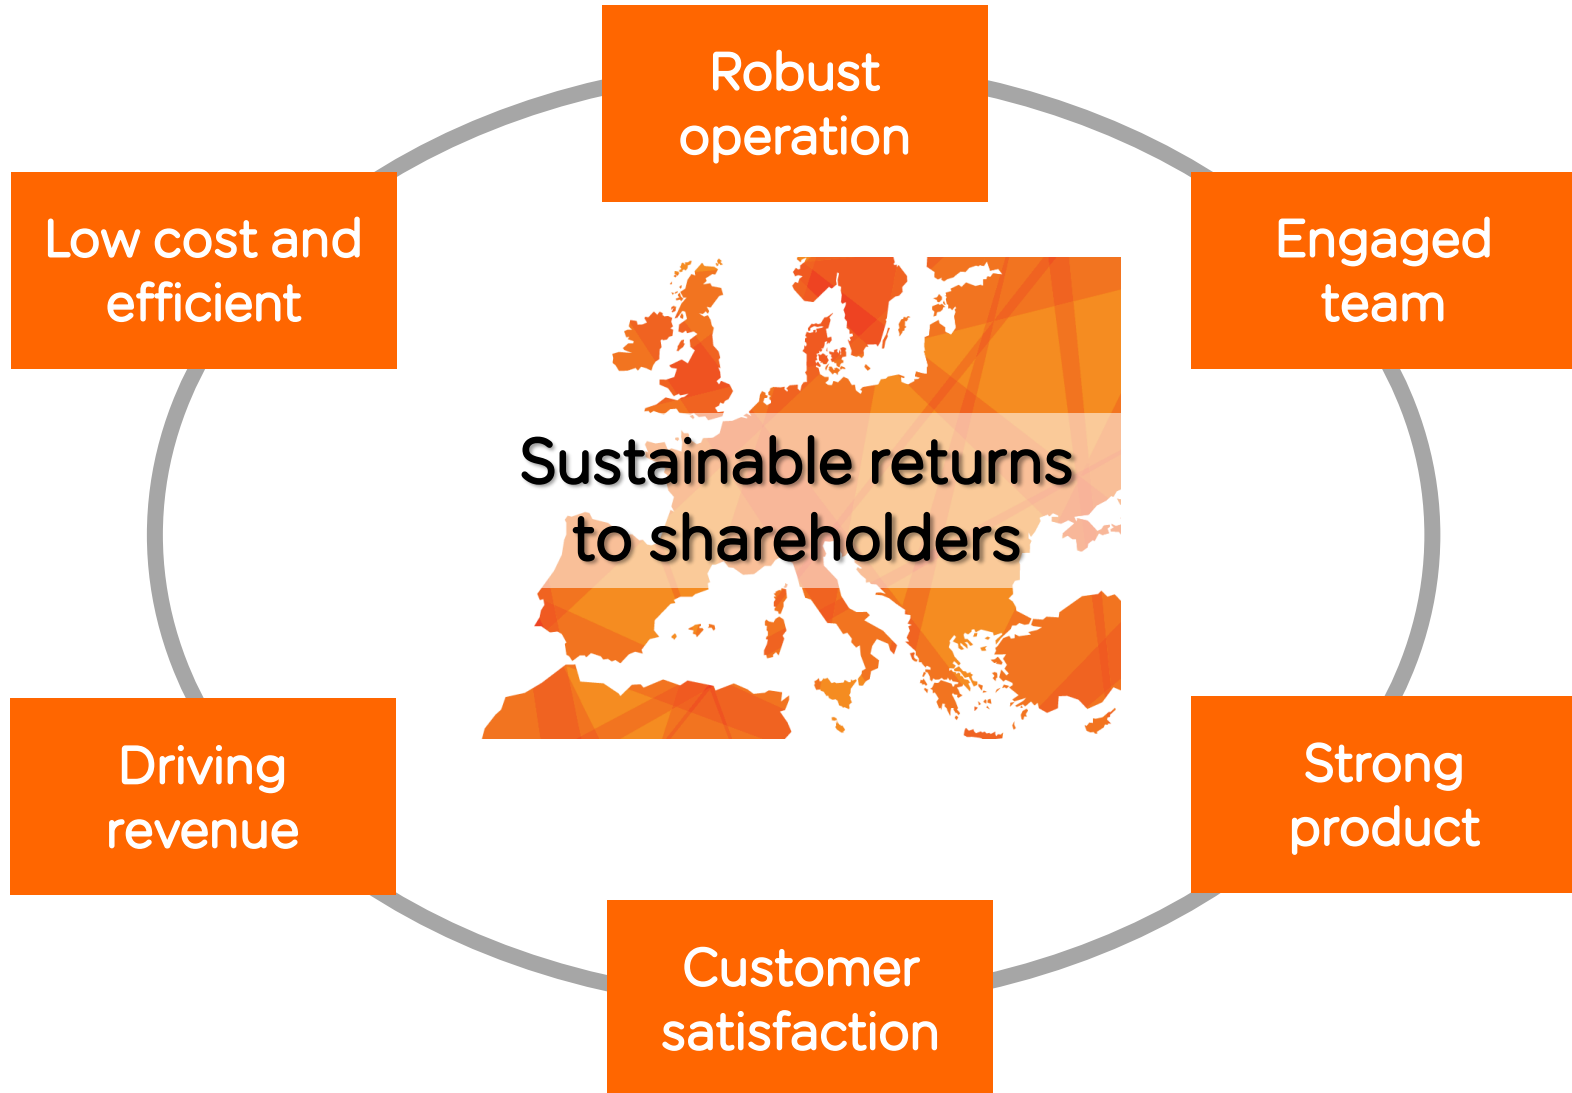 Robust
operation
Low cost and
efficient
Engaged
team
Sustainable returns
to shareholders
Driving
revenue
Strong
product
Customer
satisfaction